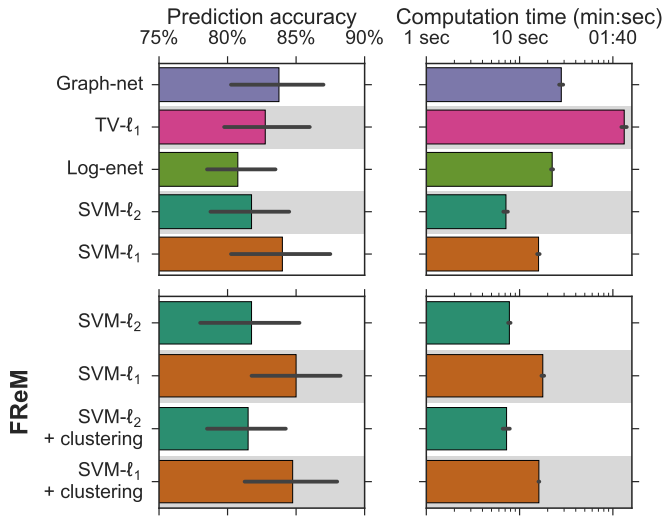 Prediction accuracy
Computation time (min:sec)
75% 80% 85% 90%
1 sec 10 sec 01:40
Graph-net
TV-ℓ1
Log-enet
SVM-ℓ2
SVM-ℓ1
FReM
SVM-ℓ2
SVM-ℓ1
SVM-ℓ2
+ clustering
SVM-ℓ1
+ clustering